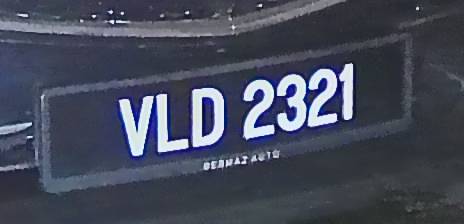 VLD 2321
BERMAZ AUTO